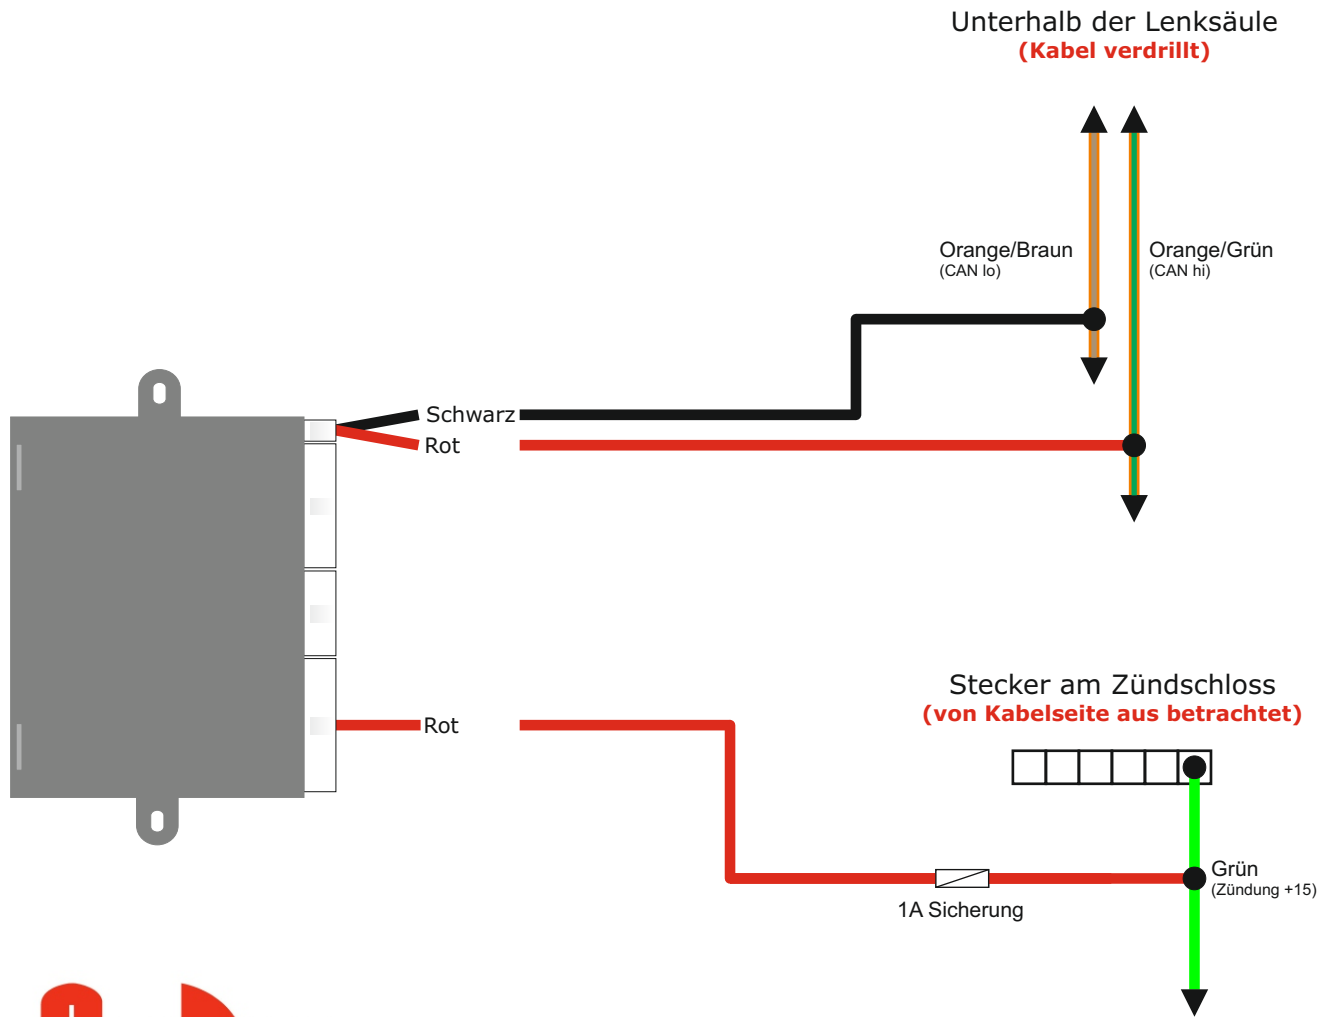 Unterhalb der Lenksäule
(Kabel verdrillt)
Orange/Braun
(CAN lo)
Orange/Grün
(CAN hi)
Schwarz
Rot
Stecker am Zündschloss
(von Kabelseite aus betrachtet)
Rot
Grün
(Zündung +15)
1A Sicherung